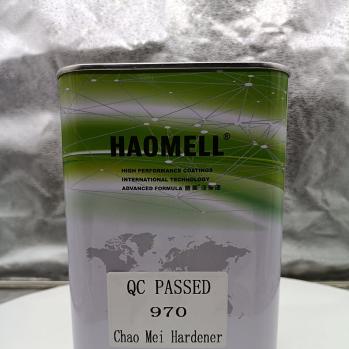 HAOMELL®
HIGH PERFORMANCE COATINGS
INTERNATIONAL TECHNOLOGY
ADVANCED FORMULA
QC PASSED
970
Chao Mei Hardener